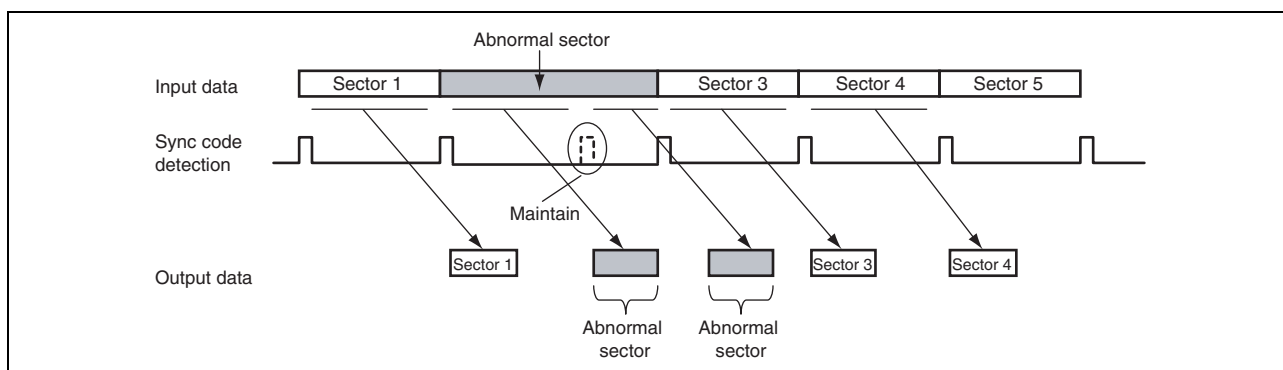 Abnormal sector
Input data
Sector 1
Sector 3
Sector 4
Sector 5
Sync code
detection
Maintain
Output data
Sector 1
Sector 3
Sector 4
Abnormal
sector
Abnormal
sector